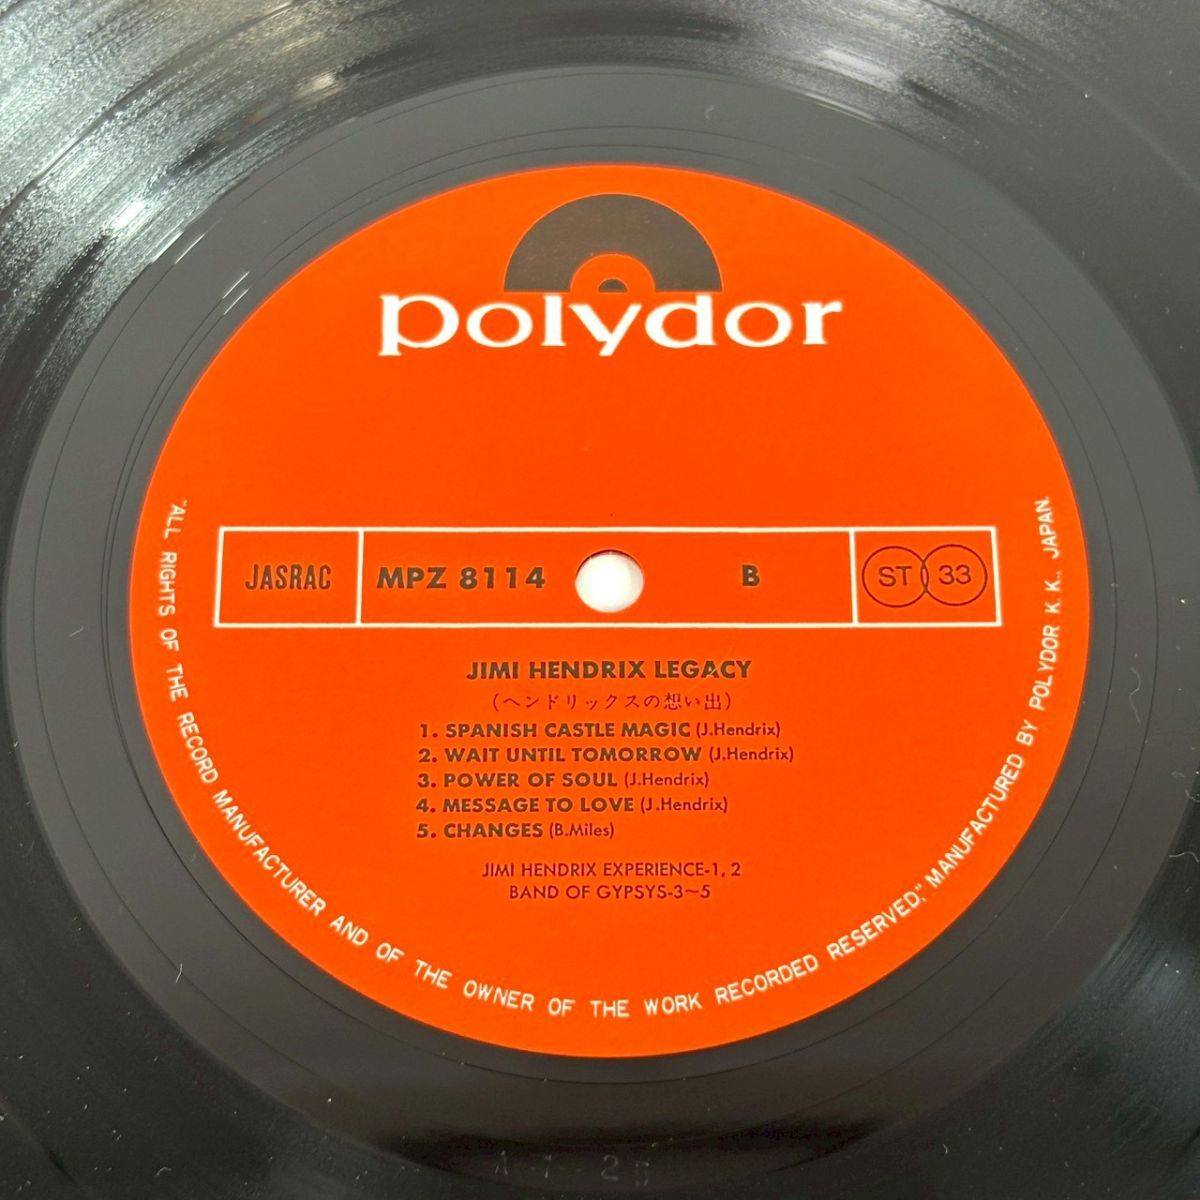 polydor
JASRAC
MPZ 8114
B
ST 33
JIMI HENDRIX LEGACY
(ヘンドリックスの想い出)
1. SPANISH CASTLE MAGIC (J.Hendrix)
2. WAIT UNTIL TOMORROW (J.Hendrix)
3. POWER OF SOUL (J.Hendrix)
4. MESSAGE TO LOVE (J.Hendrix)
5. CHANGES (B.Miles)
JIMI HENDRIX EXPERIENCE-1, 2
BAND OF GYPSYS-3~5
"ALL RIGHTS OF THE RECORD MANUFACTURER AND OF THE OWNER OF THE WORK RECORDED RESERVED," MANUFACTURED BY POLYDOR K. K., JAPAN.